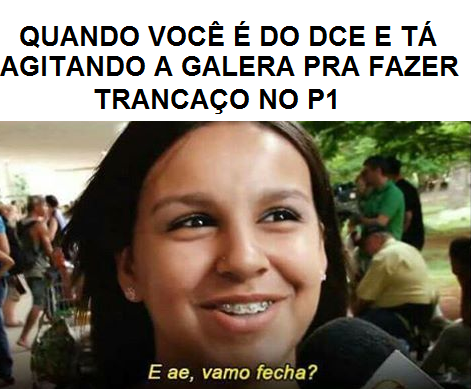 QUANDO VOCÊ É DO DCE E TÁ
AGITANDO A GALERA PRA FAZER
TRANCAÇO NO P1
E ae, vamo fecha?